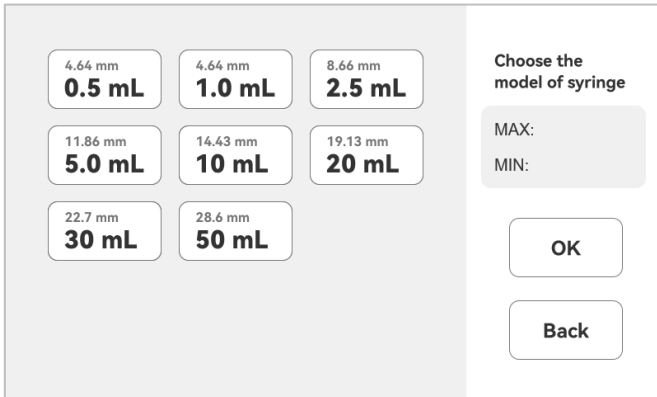 4.64 mm
0.5 mL
4.64 mm
1.0 mL
8.66 mm
2.5 mL
11.86 mm
5.0 mL
14.43 mm
10 mL
19.13 mm
20 mL
22.7 mm
30 mL
28.6 mm
50 mL
Choose the
model of syringe
MAX:
MIN:
OK
Back